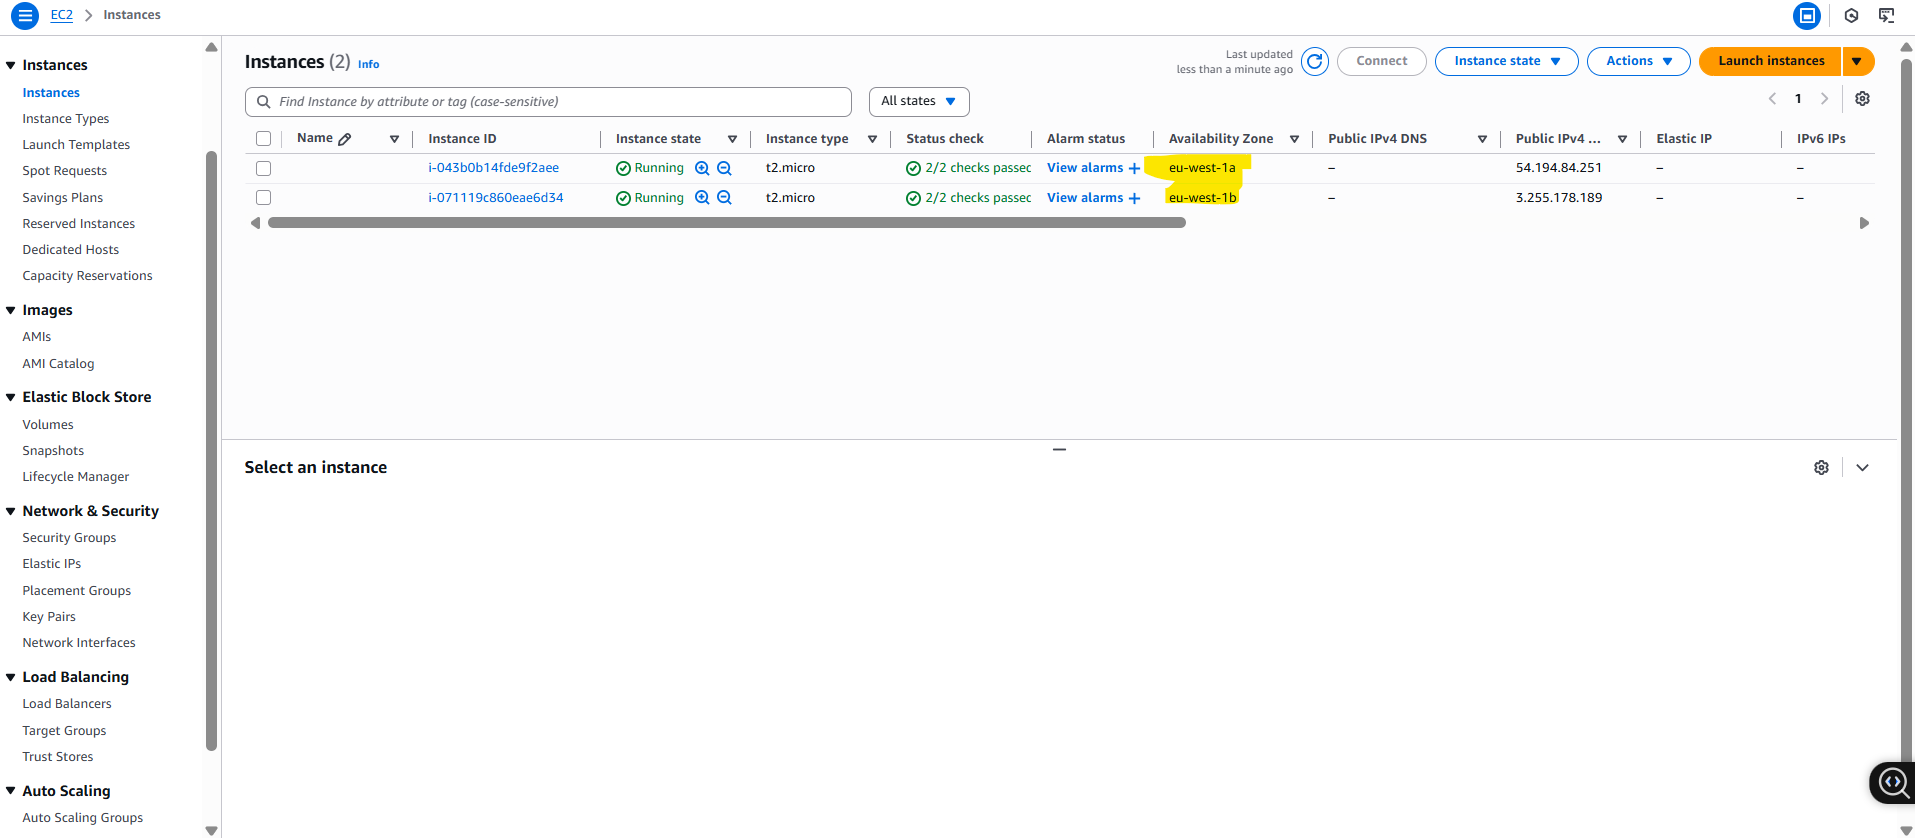 EC2 > Instances
Instances
Instances
Instance Types
Launch Templates
Spot Requests
Savings Plans
Reserved Instances
Dedicated Hosts
Capacity Reservations
Images
AMIs
AMI Catalog
Elastic Block Store
Volumes
Snapshots
Lifecycle Manager
Network & Security
Security Groups
Elastic IPs
Placement Groups
Key Pairs
Network Interfaces
Load Balancing
Load Balancers
Target Groups
Trust Stores
Auto Scaling
Auto Scaling Groups
Instances (2) Info
Last updated
less than a minute ago
Connect Instance state Actions Launch instances
Find Instance by attribute or tag (case-sensitive) All states 1
Name Instance ID Instance state Instance type Status check Alarm status Availability Zone Public IPv4 DNS Public IPv4 ... Elastic IP IPv6 IPs
i-043b0b14fde9f2aee Running t2.micro 2/2 checks passed View alarms + eu-west-1a – 54.194.84.251 – –
i-071119c860eae6d34 Running t2.micro 2/2 checks passed View alarms + eu-west-1b – 3.255.178.189 – –
Select an instance